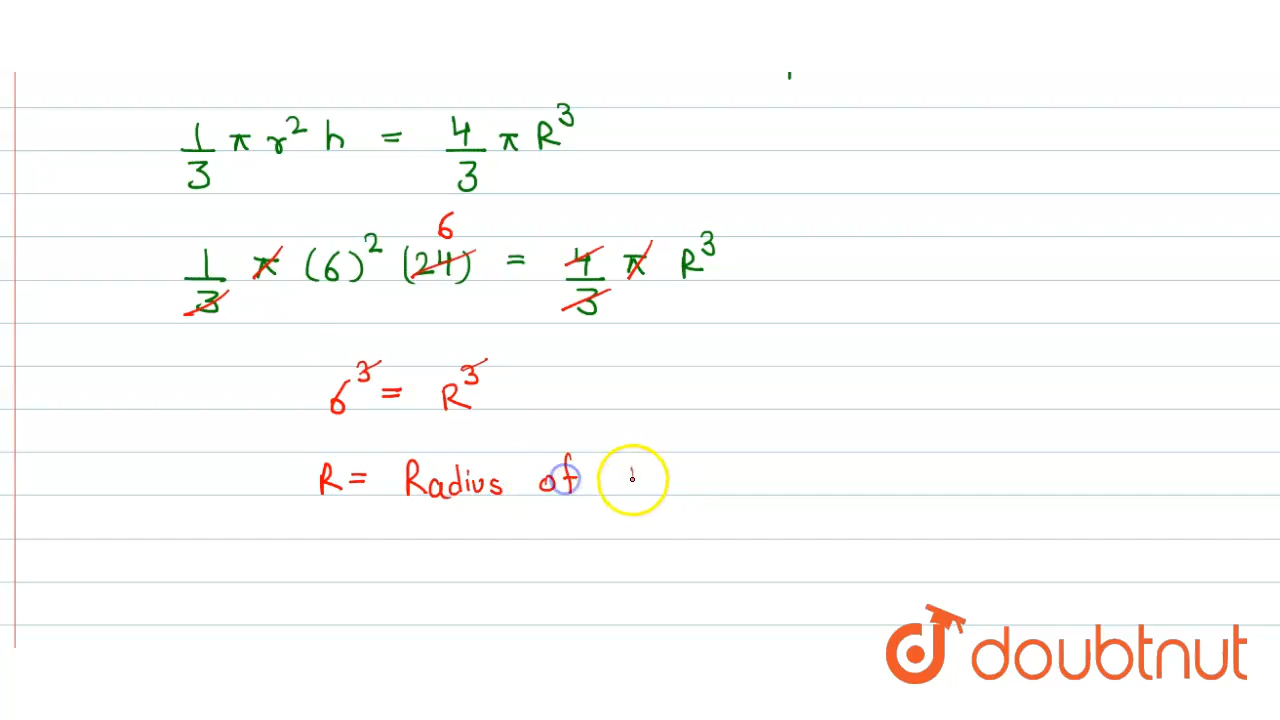 1/3 π r² h = 4/3 π R³
6
1/3 π (6)² (24) = 4/3 π R³
6³ = R³
R = Radius of
doubtnut